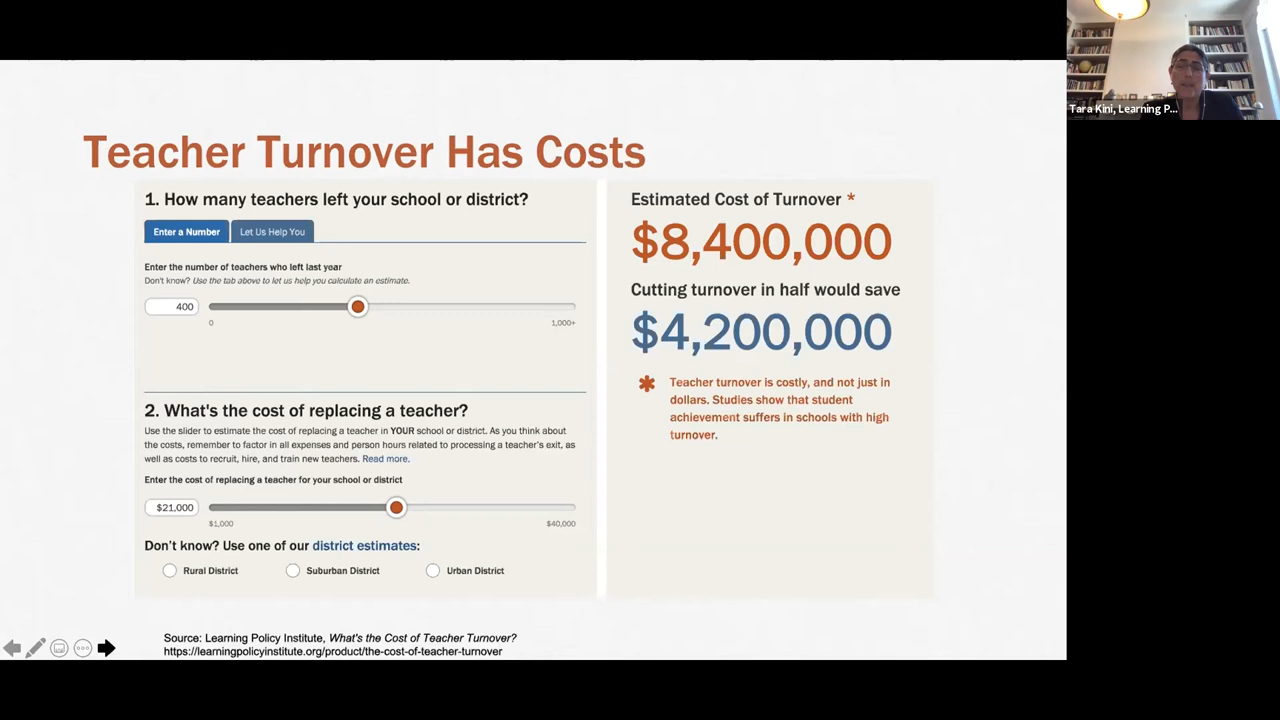 Teacher Turnover Has Costs
1. How many teachers left your school or district?
Enter a Number
Let Us Help You
Enter the number of teachers who left last year
Don't know? Use the tab above to let us help you calculate an estimate.
400
0
1,000+
2. What's the cost of replacing a teacher?
Use the slider to estimate the cost of replacing a teacher in YOUR school or district. As you think about
the costs, remember to factor in all expenses and person hours related to processing a teacher's exit, as
well as costs to recruit, hire, and train new teachers. Read more.
Enter the cost of replacing a teacher for your school or district
$21,000
$1,000
$40,000
Don't know? Use one of our district estimates:
Rural District
Suburban District
Urban District
Estimated Cost of Turnover *
$8,400,000
Cutting turnover in half would save
$4,200,000
* Teacher turnover is costly, and not just in
dollars. Studies show that student
achievement suffers in schools with high
turnover.
Source: Learning Policy Institute, What's the Cost of Teacher Turnover?
https://learningpolicyinstitute.org/product/the-cost-of-teacher-turnover
Tara Kini, Learning P...